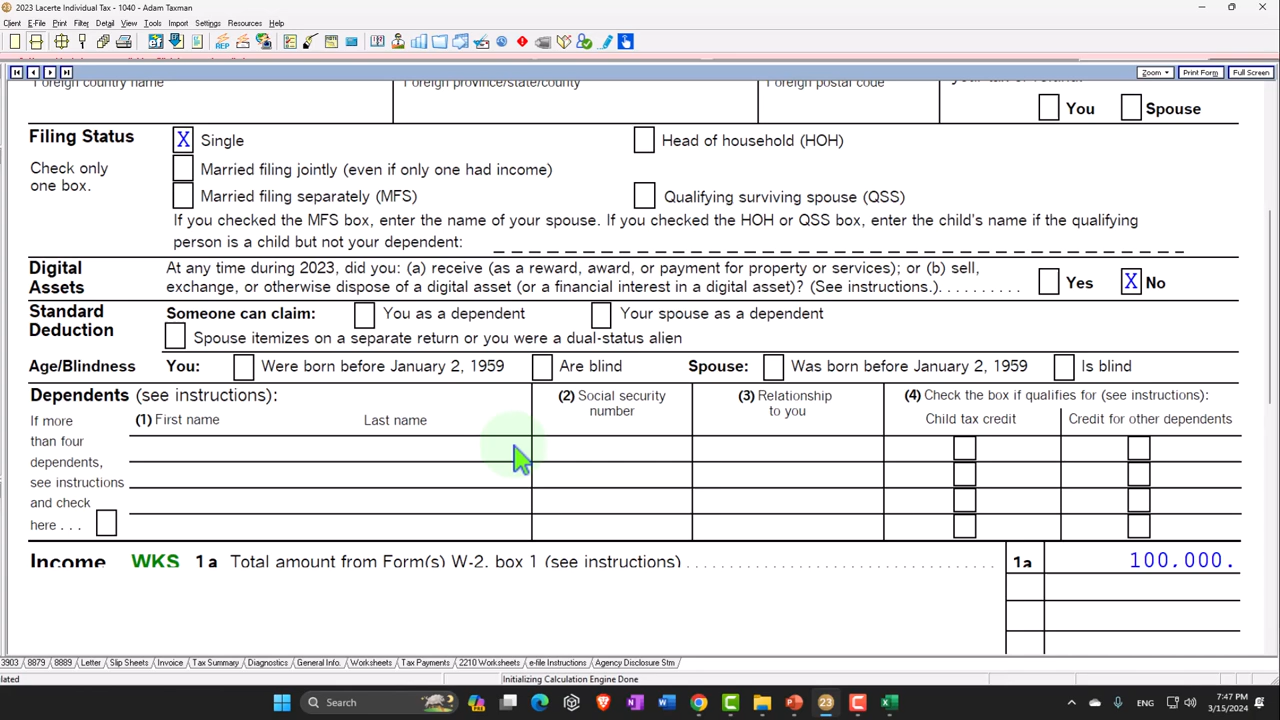 2023 Lacerte Individual Tax - 1040 - Adam Taxman
Client E-File Print Filter Detail View Tools Import Settings Resources Help
Zoom Print Form Full Screen
Foreign country name Foreign province/state/county Foreign postal code your tax or refund.
You Spouse
Filing Status X Single Head of household (HOH)
Check only Married filing jointly (even if only one had income)
one box. Married filing separately (MFS) Qualifying surviving spouse (QSS)
If you checked the MFS box, enter the name of your spouse. If you checked the HOH or QSS box, enter the child's name if the qualifying
person is a child but not your dependent:
Digital At any time during 2023, did you: (a) receive (as a reward, award, or payment for property or services); or (b) sell,
Assets exchange, or otherwise dispose of a digital asset (or a financial interest in a digital asset)? (See instructions.) . . . . . . . . . . Yes X No
Standard Someone can claim: You as a dependent Your spouse as a dependent
Deduction Spouse itemizes on a separate return or you were a dual-status alien
Age/Blindness You: Were born before January 2, 1959 Are blind Spouse: Was born before January 2, 1959 Is blind
Dependents (see instructions): (2) Social security (3) Relationship (4) Check the box if qualifies for (see instructions):
number to you
If more (1) First name Last name Child tax credit Credit for other dependents
than four
dependents,
see instructions
and check
here . . .
Income WKS 1a Total amount from Form(s) W-2, box 1 (see instructions) 1a 100,000.
3903 8879 8889 Letter Slip Sheets Invoice Tax Summary Diagnostics General Info. Worksheets Tax Payments 2210 Worksheets e-file Instructions Agency Disclosure Stm
lated Initializing Calculation Engine Done
Search ENG 7:47 PM
3/15/2024